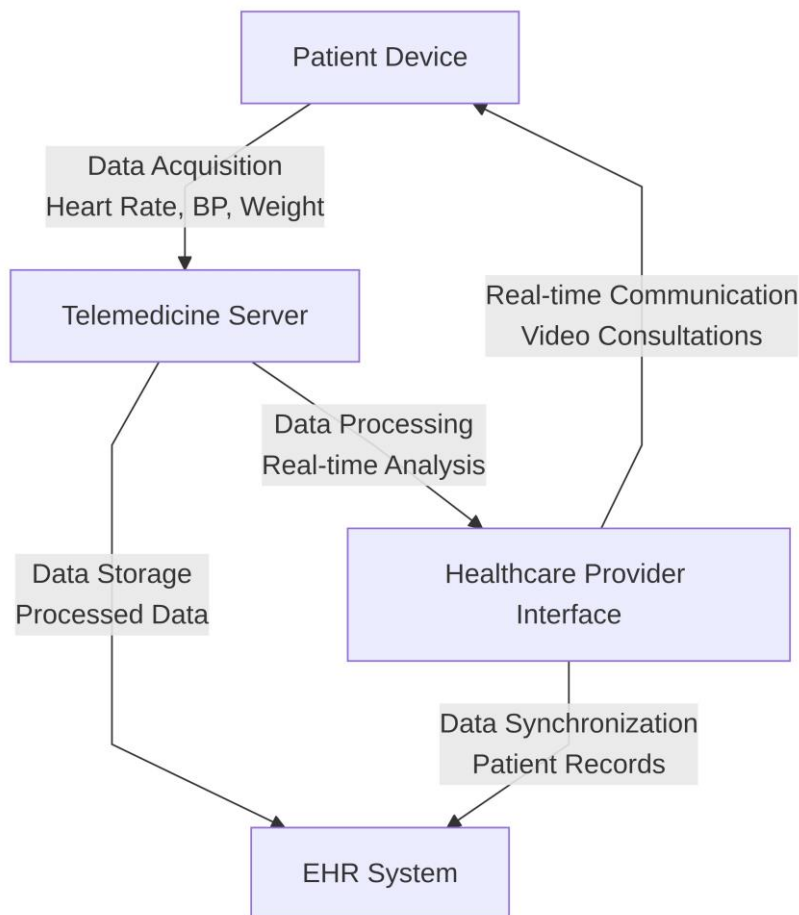 Patient Device
Data Acquisition
Heart Rate, BP, Weight
Telemedicine Server
Real-time Communication
Video Consultations
Data Processing
Real-time Analysis
Data Storage
Processed Data
Healthcare Provider
Interface
Data Synchronization
Patient Records
EHR System